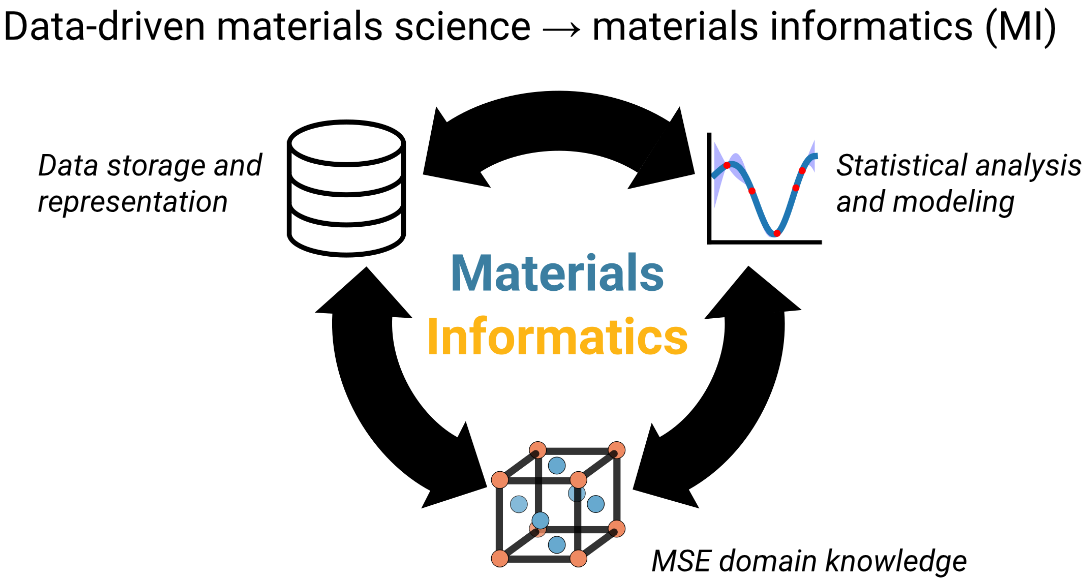 Data-driven materials science → materials informatics (MI)
Data storage and
representation
Statistical analysis
and modeling
Materials
Informatics
MSE domain knowledge